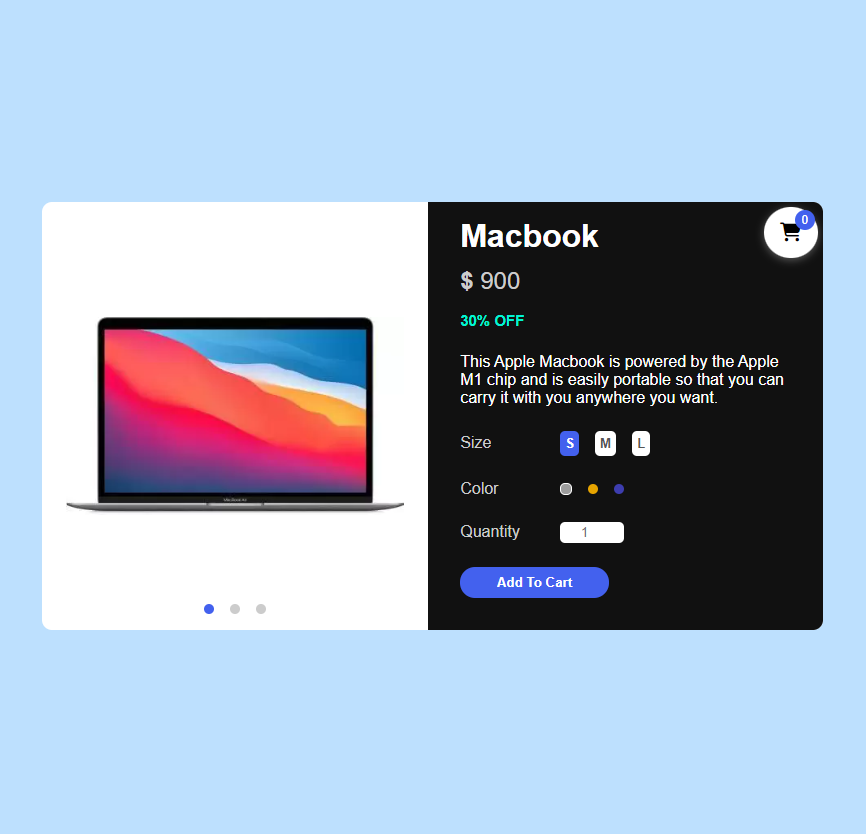 Macbook
0
$ 900
30% OFF
This Apple Macbook is powered by the Apple
M1 chip and is easily portable so that you can
carry it with you anywhere you want.
Size S M L
Color
Quantity 1
Add To Cart